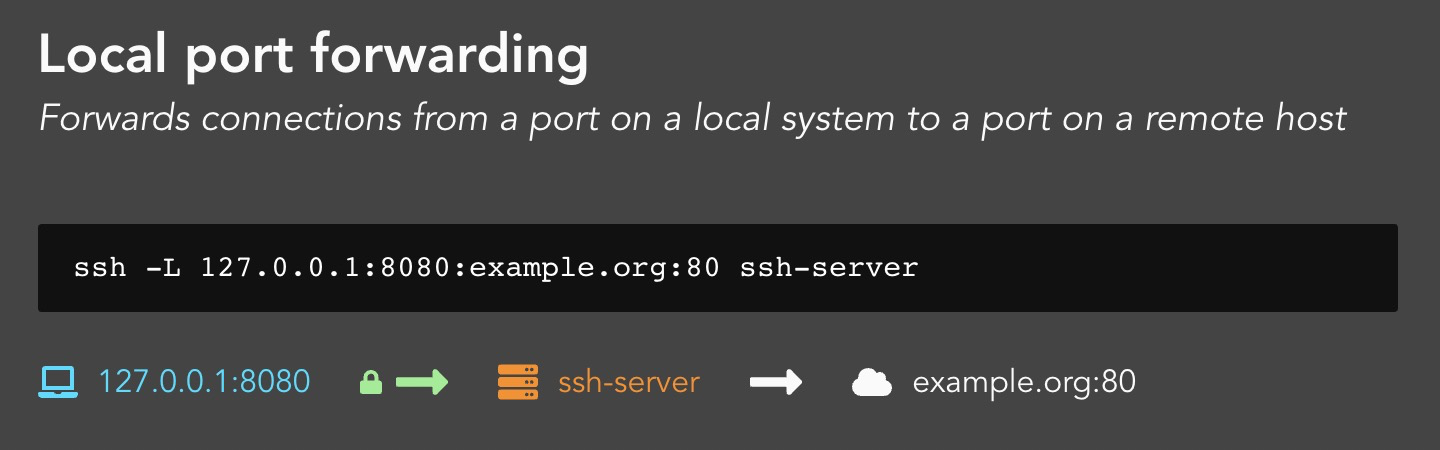 Local port forwarding
Forwards connections from a port on a local system to a port on a remote host
ssh -L 127.0.0.1:8080:example.org:80 ssh-server
127.0.0.1:8080 ssh-server example.org:80